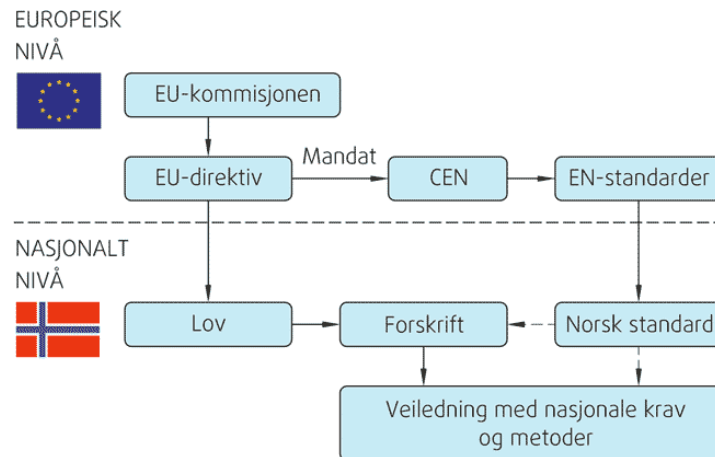 EUROPEISK
NIVÅ
EU-kommisjonen
EU-direktiv
Mandat
CEN
EN-standarder
NASJONALT
NIVÅ
Lov
Forskrift
Norsk standard
Veiledning med nasjonale krav
og metoder